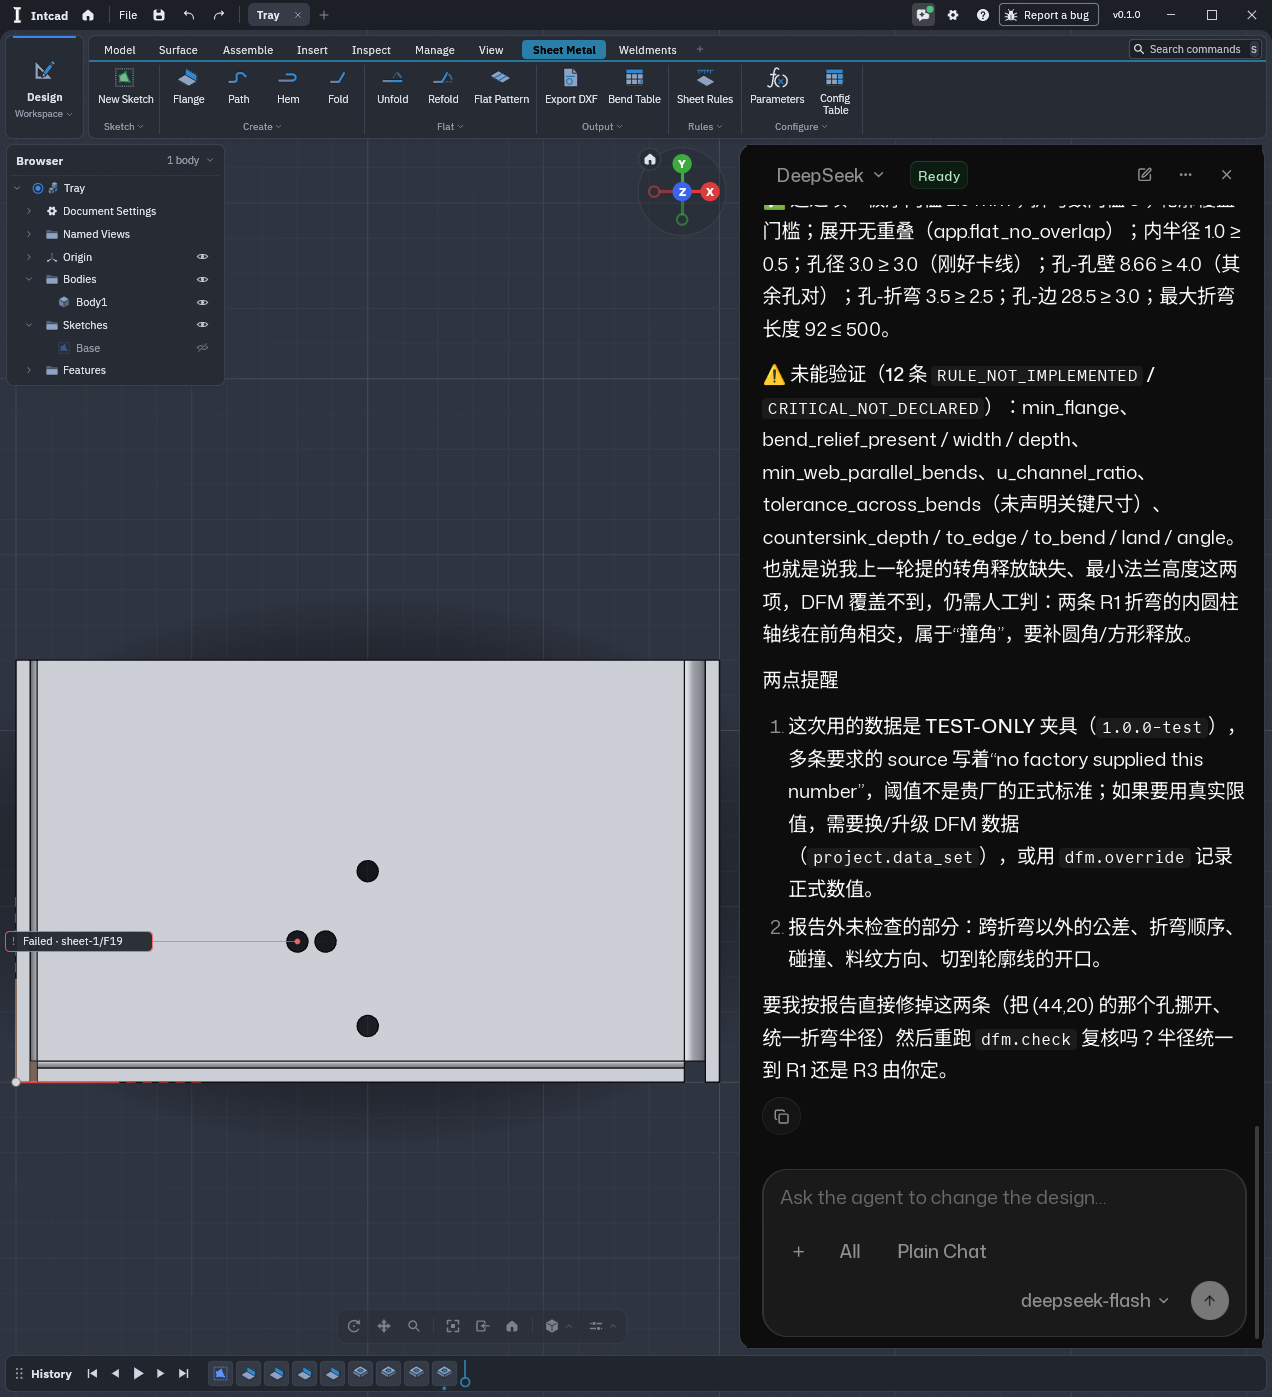 Intcad
File
Tray
Report a bug
v0.1.0
Design
Workspace
Model
Surface
Assemble
Insert
Inspect
Manage
View
Sheet Metal
Weldments
Search commands
S
New Sketch
Flange
Path
Hem
Fold
Unfold
Refold
Flat Pattern
Export DXF
Bend Table
Sheet Rules
Parameters
Config
Table
Sketch
Create
Flat
Output
Rules
Configure
Browser
1 body
Tray
Document Settings
Named Views
Origin
Bodies
Body1
Sketches
Base
Features
Y
Z
X
! Failed · sheet-1/F19
DeepSeek
Ready
门槛；展开无重叠（app.flat_no_overlap）；内半径 1.0 ≥
0.5；孔径 3.0 ≥ 3.0（刚好卡线）；孔-孔壁 8.66 ≥ 4.0（其
余孔对）；孔-折弯 3.5 ≥ 2.5；孔-边 28.5 ≥ 3.0；最大折弯
长度 92 ≤ 500。
⚠️ 未能验证（12 条 RULE_NOT_IMPLEMENTED /
CRITICAL_NOT_DECLARED）：min_flange、
bend_relief_present / width / depth、
min_web_parallel_bends、u_channel_ratio、
tolerance_across_bends（未声明关键尺寸）、
countersink_depth / to_edge / to_bend / land / angle。
也就是说我上一轮提的转角释放缺失、最小法兰高度这两
项，DFM 覆盖不到，仍需人工判：两条 R1 折弯的内圆柱
轴线在前角相交，属于“撞角”，要补圆角/方形释放。
两点提醒
1. 这次用的数据是 TEST-ONLY 夹具（1.0.0-test），
多条要求的 source 写着“no factory supplied this
number”，阈值不是贵厂的正式标准；如果要用真实限
值，需要换/升级 DFM 数据
（project.data_set），或用 dfm.override 记录
正式数值。
2. 报告外未检查的部分：跨折弯以外的公差、折弯顺序、
碰撞、料纹方向、切到轮廓线的开口。
要我按报告直接修掉这两条（把 (44,20) 的那个孔挪开、
统一折弯半径）然后重跑 dfm.check 复核吗？半径统一
到 R1 还是 R3 由你定。
Ask the agent to change the design...
All
Plain Chat
deepseek-flash
History